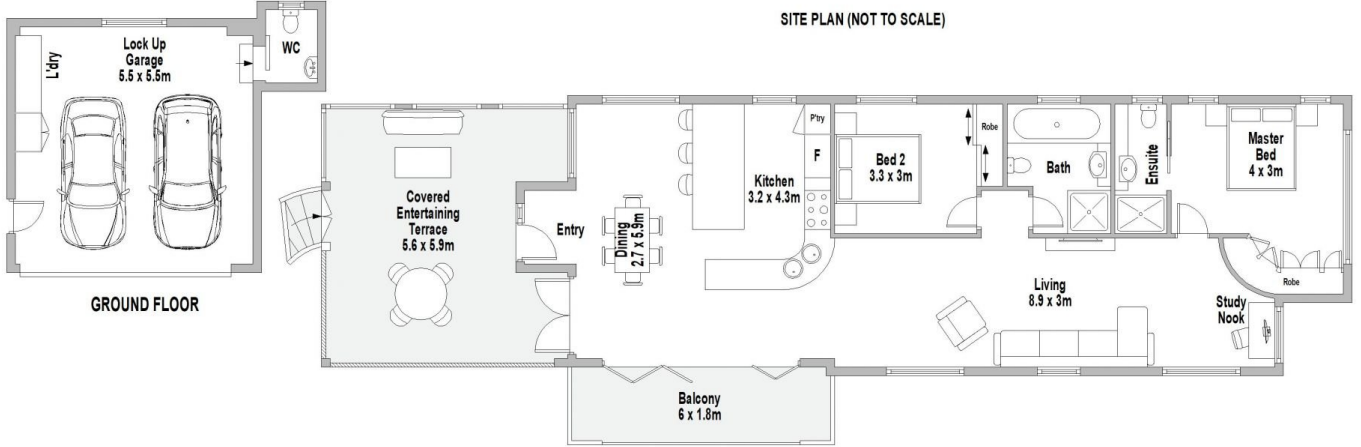 SITE PLAN (NOT TO SCALE)
L'dry
Lock Up
Garage
5.5 x 5.5m
WC
GROUND FLOOR
Covered
Entertaining
Terrace
5.6 x 5.9m
Entry
Dining
2.7 x 5.9m
Kitchen
3.2 x 4.3m
P'try
F
Bed 2
3.3 x 3m
Robe
Bath
Ensuite
Master
Bed
4 x 3m
Robe
Living
8.9 x 3m
Study
Nook
Balcony
6 x 1.8m